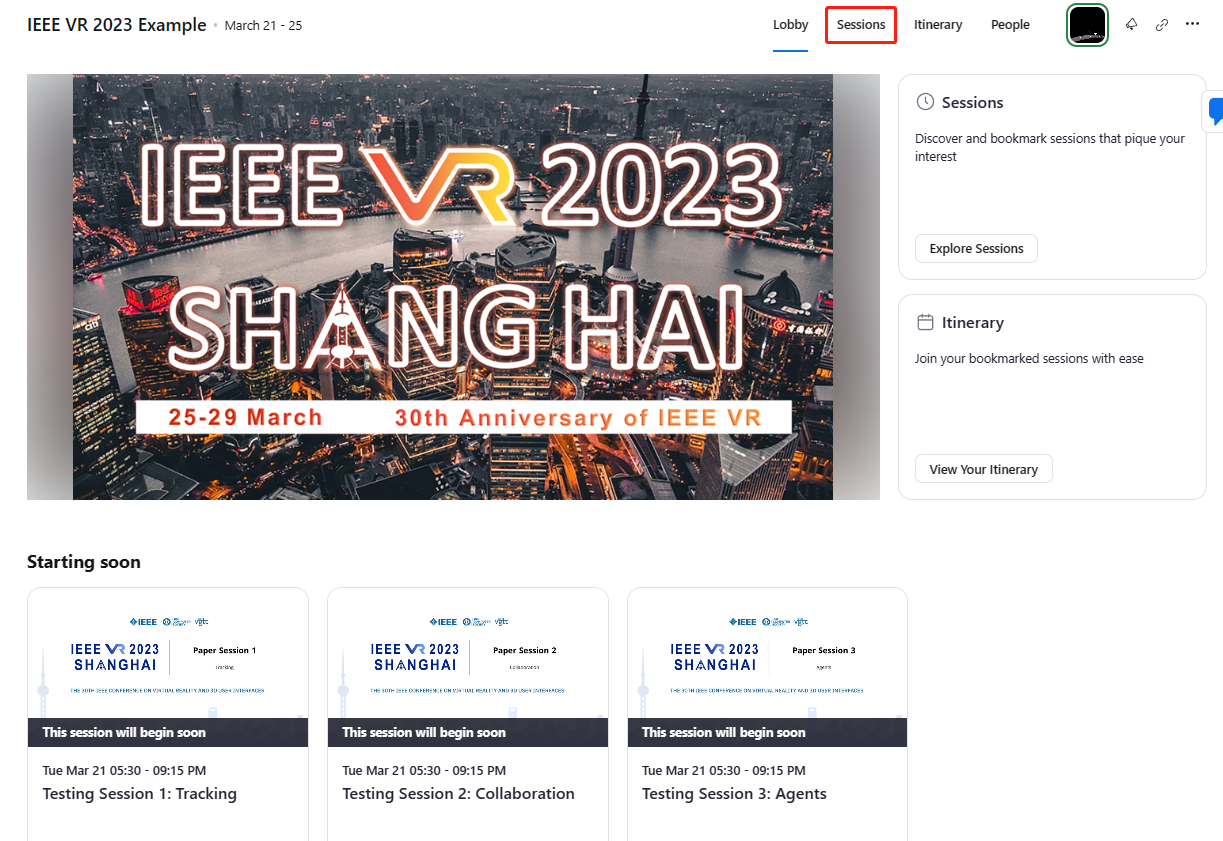 IEEE VR 2023 Example • March 21 - 25
Lobby
Sessions
Itinerary
People
IEEE VR 2023
SHANGHAI
25-29 March 30th Anniversary of IEEE VR
Sessions
Discover and bookmark sessions that pique your
interest
Explore Sessions
Itinerary
Join your bookmarked sessions with ease
View Your Itinerary
Starting soon
IEEE
vgtc
IEEE VR 2023
SHANGHAI
Paper Session 1
Tracking
THE 30TH IEEE CONFERENCE ON VIRTUAL REALITY AND 3D USER INTERFACES
This session will begin soon
Tue Mar 21 05:30 - 09:15 PM
Testing Session 1: Tracking
IEEE
vgtc
IEEE VR 2023
SHANGHAI
Paper Session 2
Collaboration
THE 30TH IEEE CONFERENCE ON VIRTUAL REALITY AND 3D USER INTERFACES
This session will begin soon
Tue Mar 21 05:30 - 09:15 PM
Testing Session 2: Collaboration
IEEE
vgtc
IEEE VR 2023
SHANGHAI
Paper Session 3
Agents
THE 30TH IEEE CONFERENCE ON VIRTUAL REALITY AND 3D USER INTERFACES
This session will begin soon
Tue Mar 21 05:30 - 09:15 PM
Testing Session 3: Agents